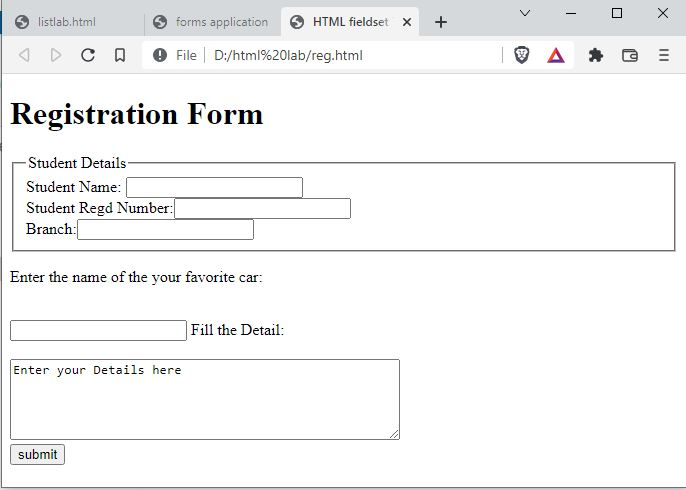 listlab.html
forms application
HTML fieldset
File
D:/html%20lab/reg.html
Registration Form
Student Details
Student Name:
Student Regd Number:
Branch:
Enter the name of the your favorite car:
Fill the Detail:
Enter your Details here
submit